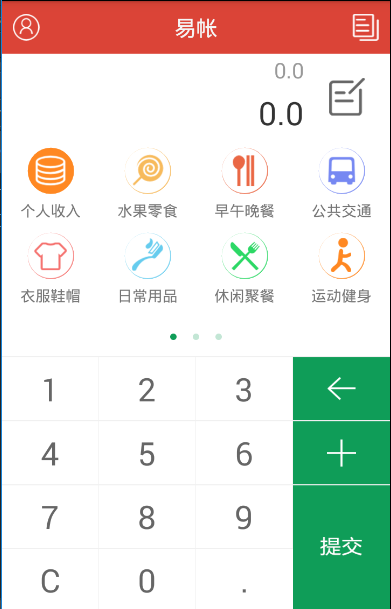 易帐
0.0
0.0
个人收入 水果零食 早午晚餐 公共交通
衣服鞋帽 日常用品 休闲聚餐 运动健身
1 2 3
4 5 6
7 8 9 提交
C 0 .